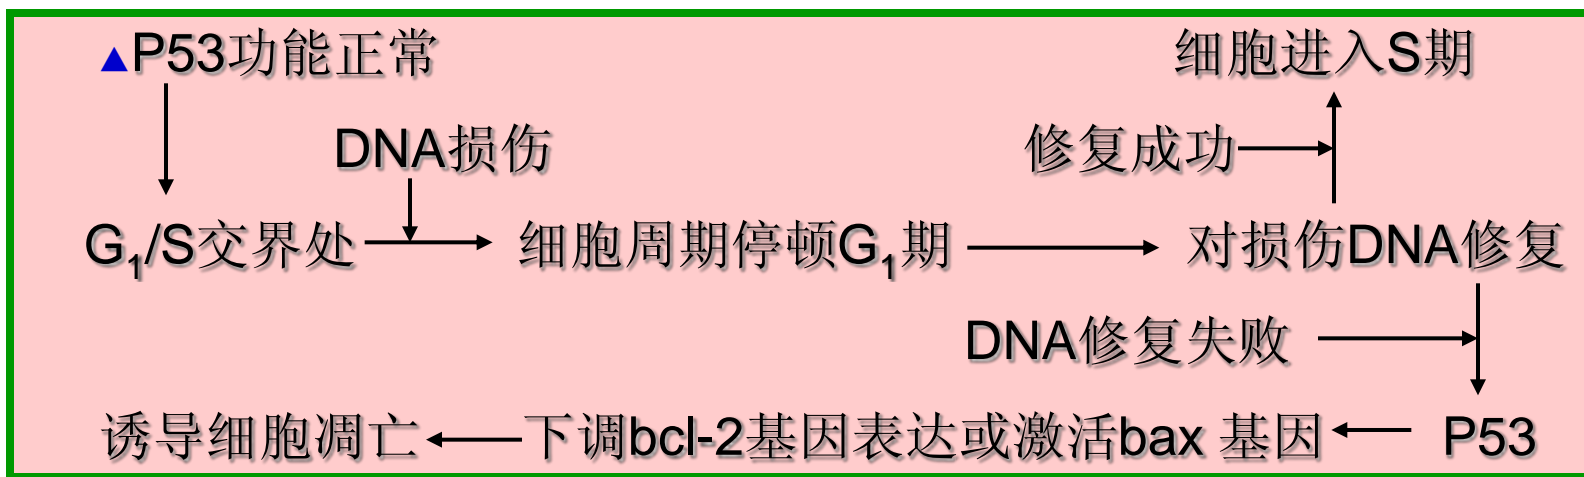 ▲P53功能正常
细胞进入S期
DNA损伤
修复成功
G₁/S交界处
细胞周期停顿G₁期
对损伤DNA修复
DNA修复失败
诱导细胞凋亡
下调bcl-2基因表达或激活bax 基因
P53